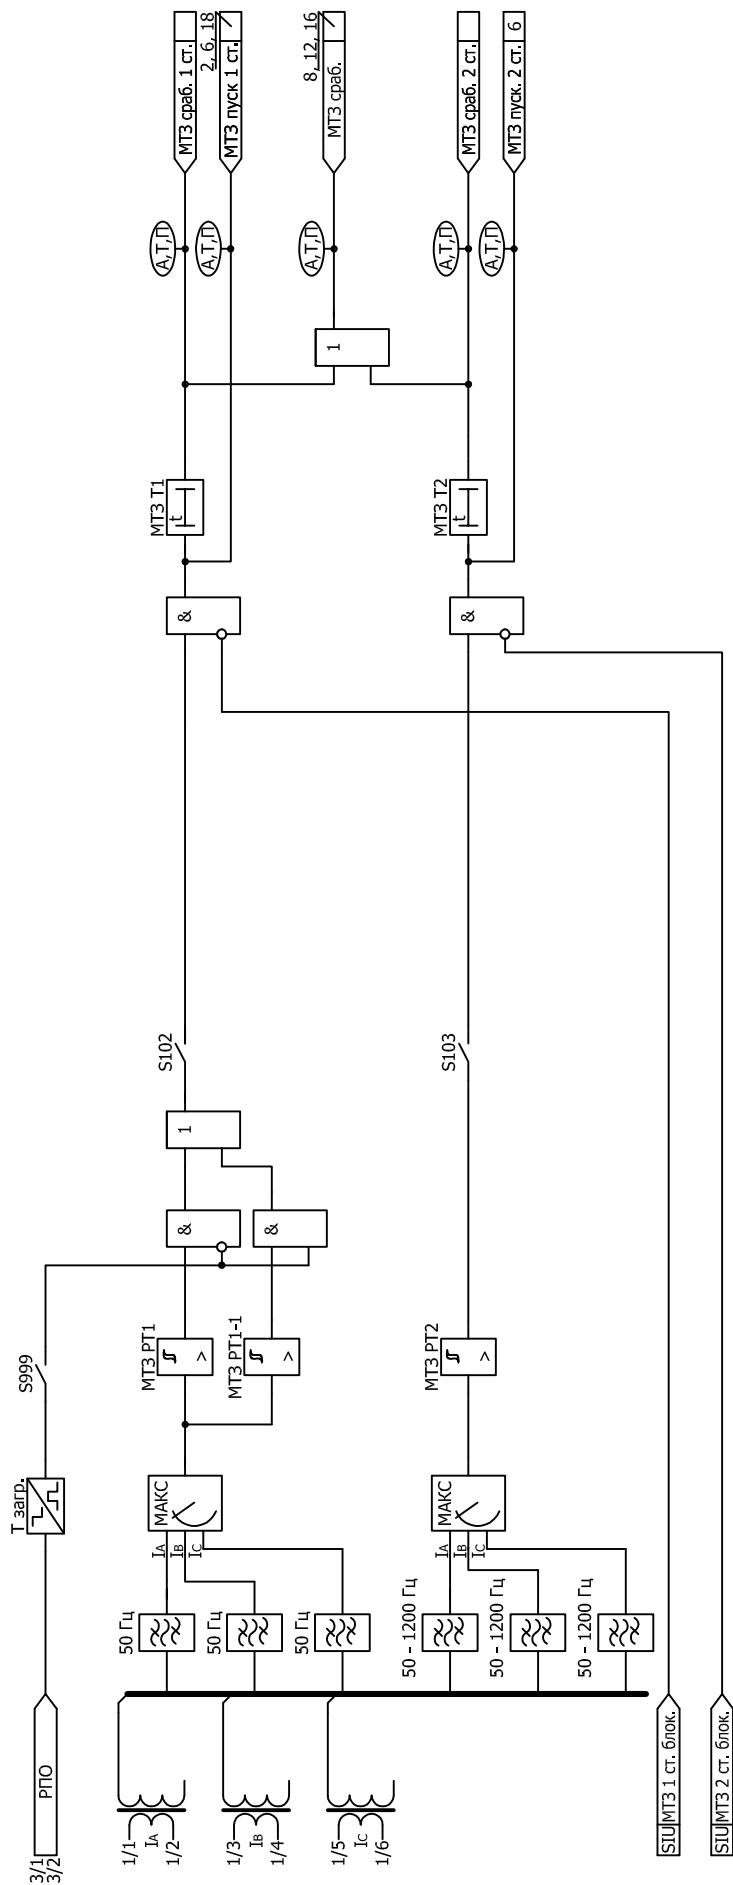 3/1
3/2
РПО
T загр.
S999
1/1
IA
1/2
1/3
IB
1/4
1/5
IC
1/6
50 Гц
50 Гц
50 Гц
IA
IB
IC
МАКС
МТЗ РТ1
>
МТЗ РТ1-1
>
&
&
1
S102
&
МТЗ Т1
t
А,Т,П
МТЗ сраб. 1 ст.
А,Т,П
МТЗ пуск 1 ст.
2, 6, 18
1
А,Т,П
МТЗ сраб.
8, 12, 16
50 - 1200 Гц
50 - 1200 Гц
50 - 1200 Гц
IA
IB
IC
МАКС
МТЗ РТ2
>
S103
&
МТЗ Т2
t
А,Т,П
МТЗ сраб. 2 ст.
А,Т,П
МТЗ пуск. 2 ст. 6
SIU МТЗ 1 ст. блок.
SIU МТЗ 2 ст. блок.